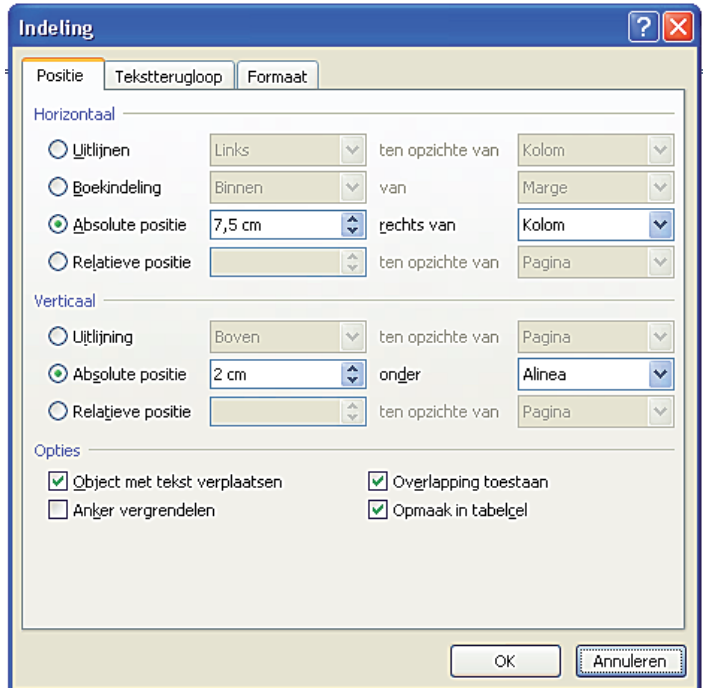 Indeling
Positie Tekstterugloop Formaat
Horizontaal
Uitlijnen Links ten opzichte van Kolom
Boekindeling Binnen van Marge
Absolute positie 7,5 cm rechts van Kolom
Relatieve positie ten opzichte van Pagina
Verticaal
Uitlijning Boven ten opzichte van Pagina
Absolute positie 2 cm onder Alinea
Relatieve positie ten opzichte van Pagina
Opties
Object met tekst verplaatsen Overlapping toestaan
Anker vergrendelen Opmaak in tabelcel
OK Annuleren